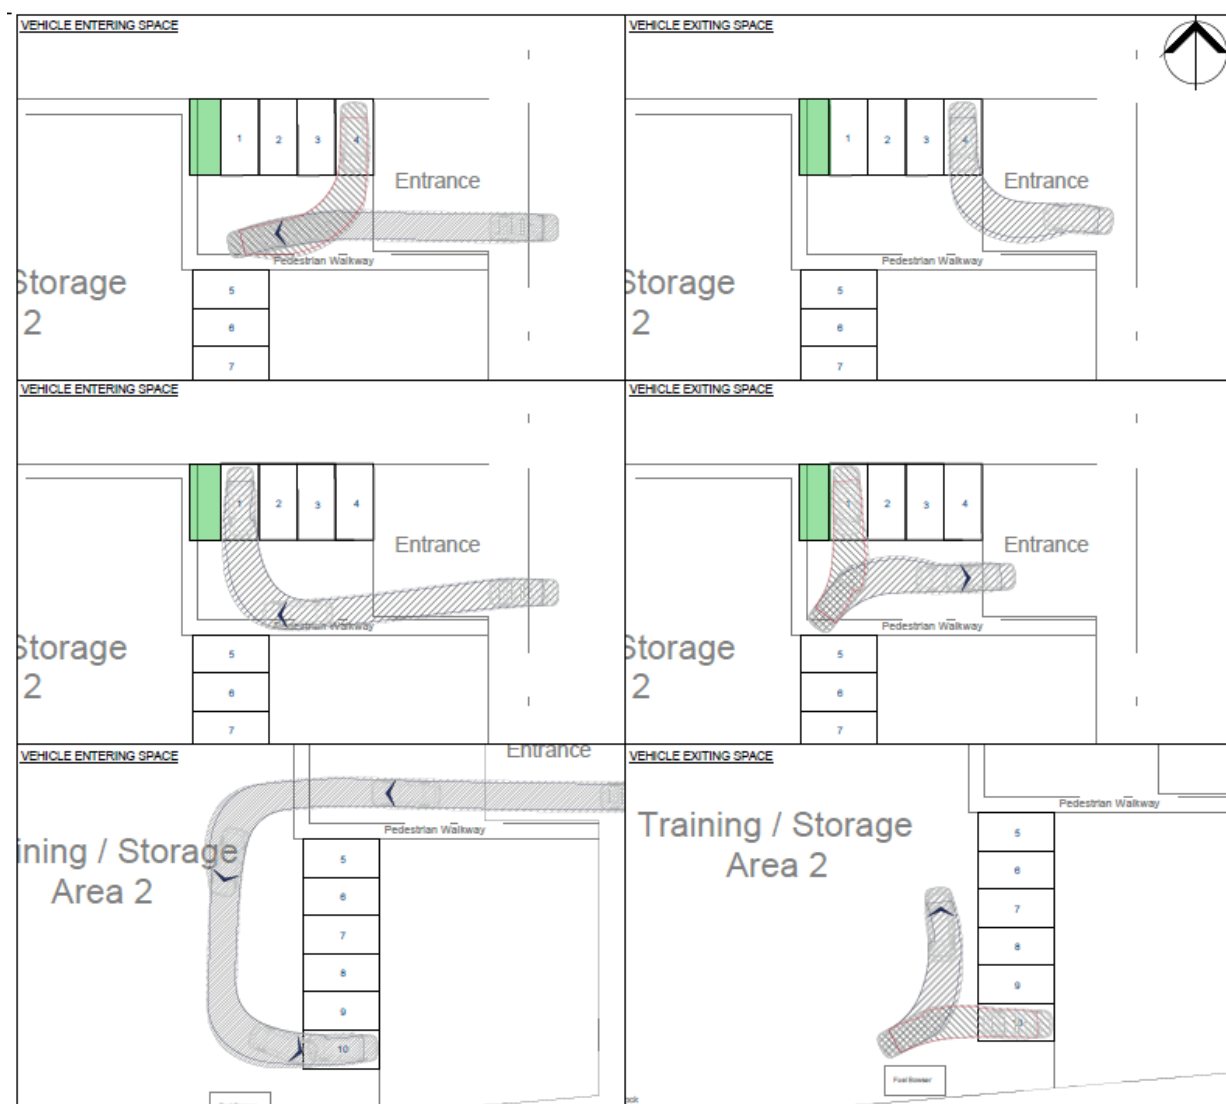 VEHICLE ENTERING SPACE
1
2
3
4
Entrance
Pedestrian Walkway
Storage
2
5
6
7
VEHICLE EXITING SPACE
1
2
3
4
Entrance
Pedestrian Walkway
Storage
2
5
6
7
VEHICLE ENTERING SPACE
1
2
3
4
Entrance
Pedestrian Walkway
Storage
2
5
6
7
VEHICLE EXITING SPACE
1
2
3
4
Entrance
Pedestrian Walkway
Storage
2
5
6
7
VEHICLE ENTERING SPACE
Entrance
Pedestrian Walkway
ining / Storage
Area 2
5
6
7
8
9
10
VEHICLE EXITING SPACE
Pedestrian Walkway
Training / Storage
Area 2
5
6
7
8
9
10
Fuel Bowser